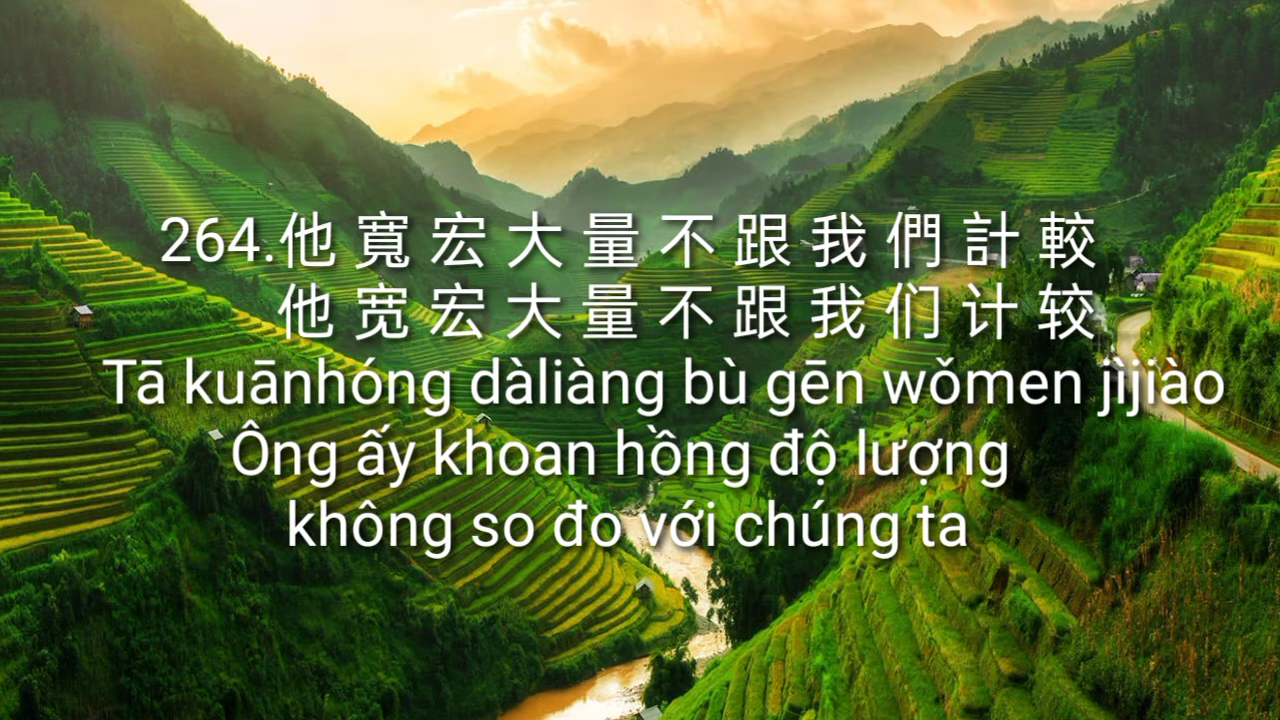 264.他寬宏大量不跟我們計較
他宽宏大量不跟我们计较
Tā kuānhóng dàliàng bù gēn wǒmen jìjiào
Ông ấy khoan hồng độ lượng
không so đo với chúng ta